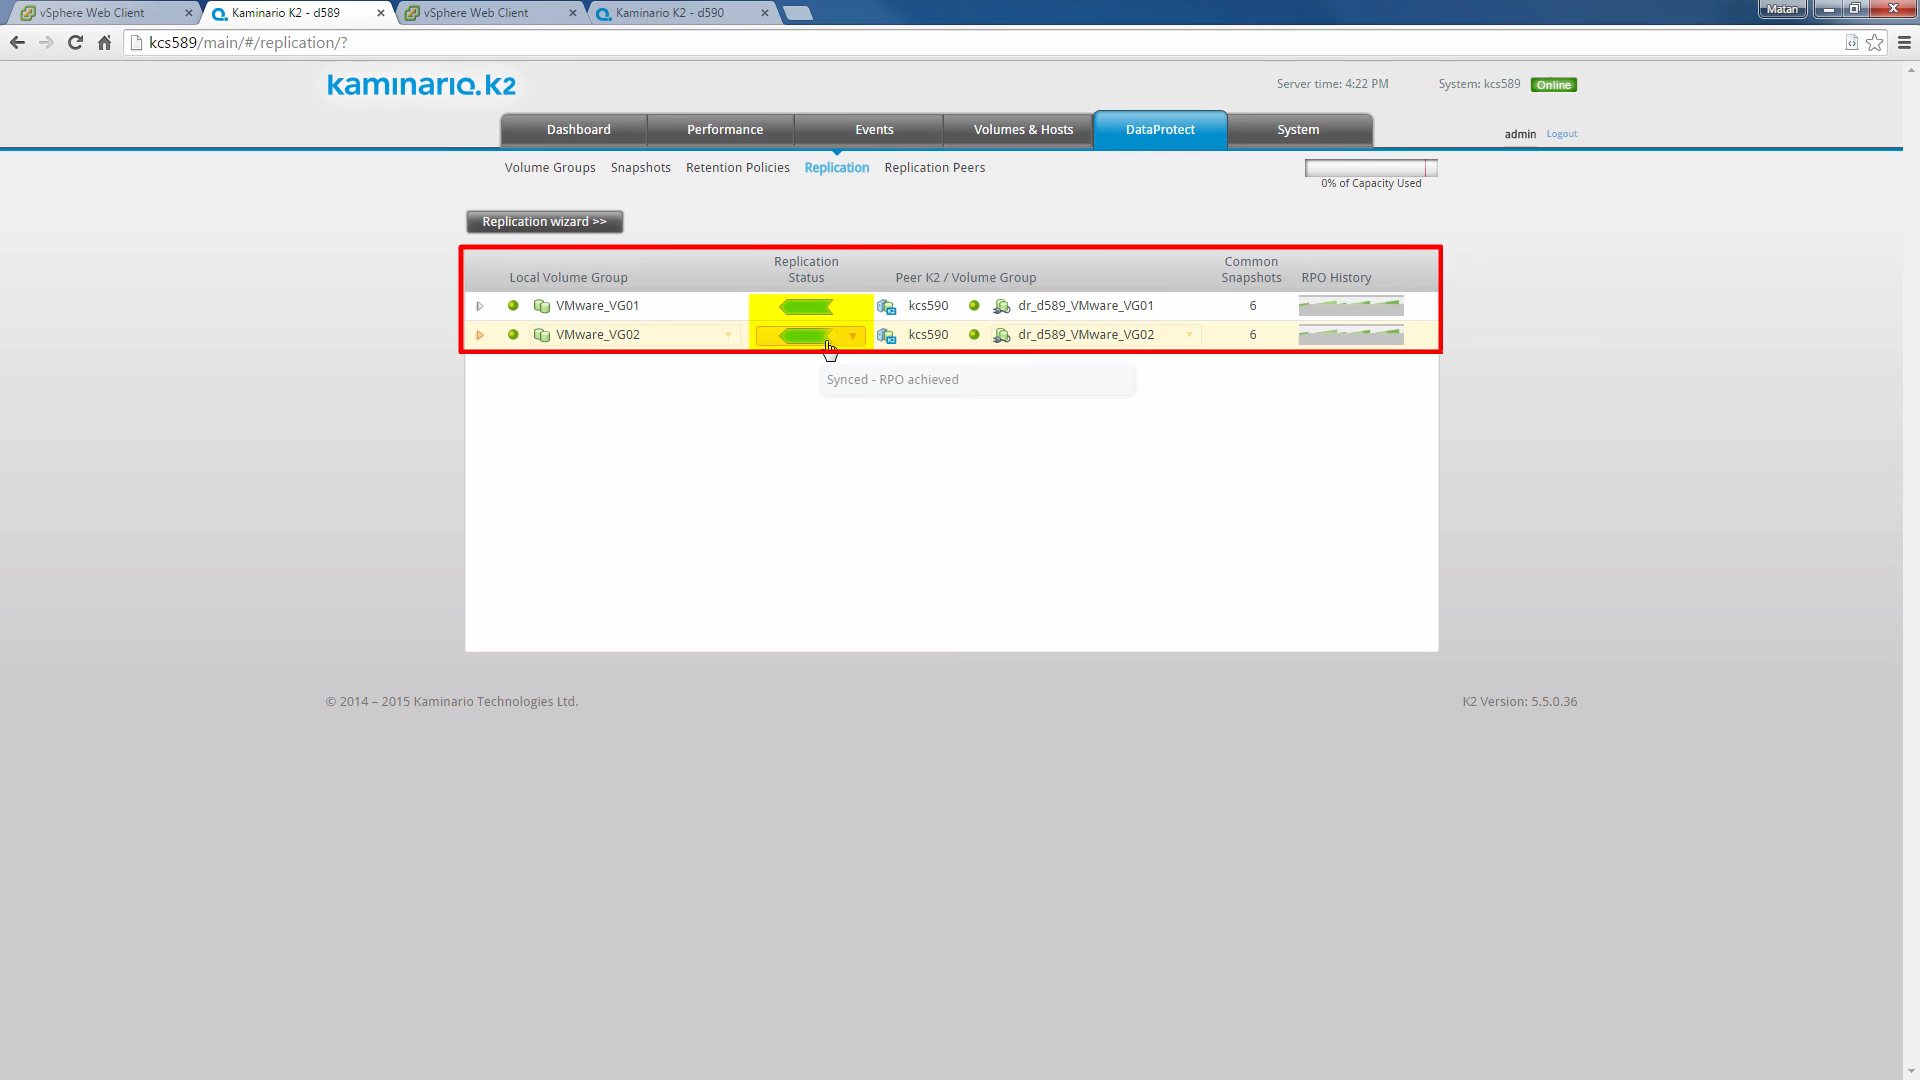 vSphere Web Client
Kaminario K2 - d589
vSphere Web Client
Kaminario K2 - d590
Matan
kcs589/main/#/replication/?
kaminario.k2
Server time: 4:22 PM
System: kcs589
Online
Dashboard
Performance
Events
Volumes & Hosts
DataProtect
System
admin
Logout
Volume Groups
Snapshots
Retention Policies
Replication
Replication Peers
0% of Capacity Used
Replication wizard >>
Local Volume Group
Replication
Status
Peer K2 / Volume Group
Common
Snapshots
RPO History
VMware_VG01
kcs590
dr_d589_VMware_VG01
6
VMware_VG02
kcs590
dr_d589_VMware_VG02
6
Synced - RPO achieved
© 2014 – 2015 Kaminario Technologies Ltd.
K2 Version: 5.5.0.36